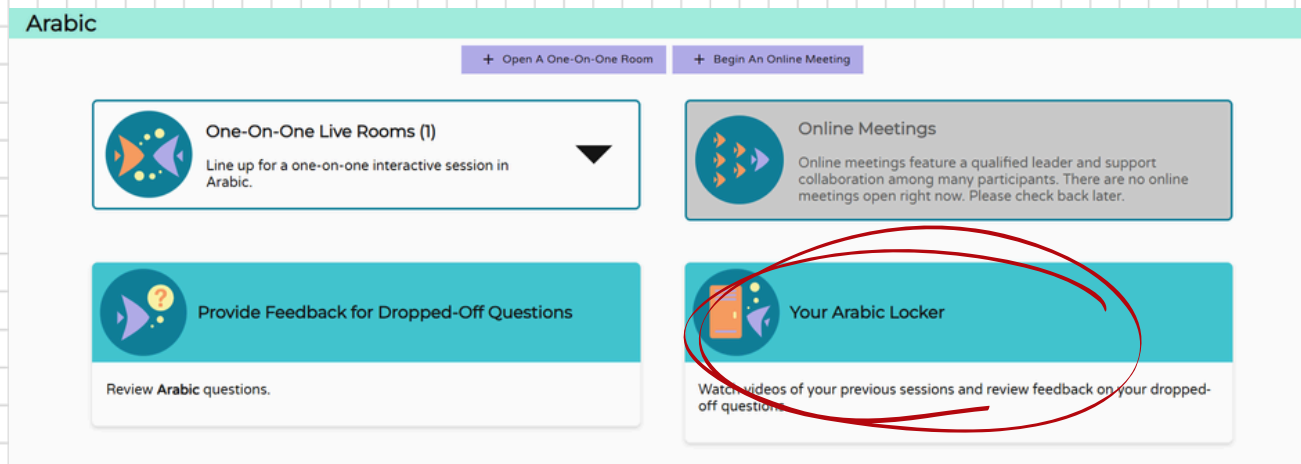 Arabic
+ Open A One-On-One Room
+ Begin An Online Meeting
One-On-One Live Rooms (1)
Line up for a one-on-one interactive session in
Arabic.
Online Meetings
Online meetings feature a qualified leader and support
collaboration among many participants. There are no online
meetings open right now. Please check back later.
?
Provide Feedback for Dropped-Off Questions
Review Arabic questions.
Your Arabic Locker
Watch videos of your previous sessions and review feedback on your dropped-
off questions.